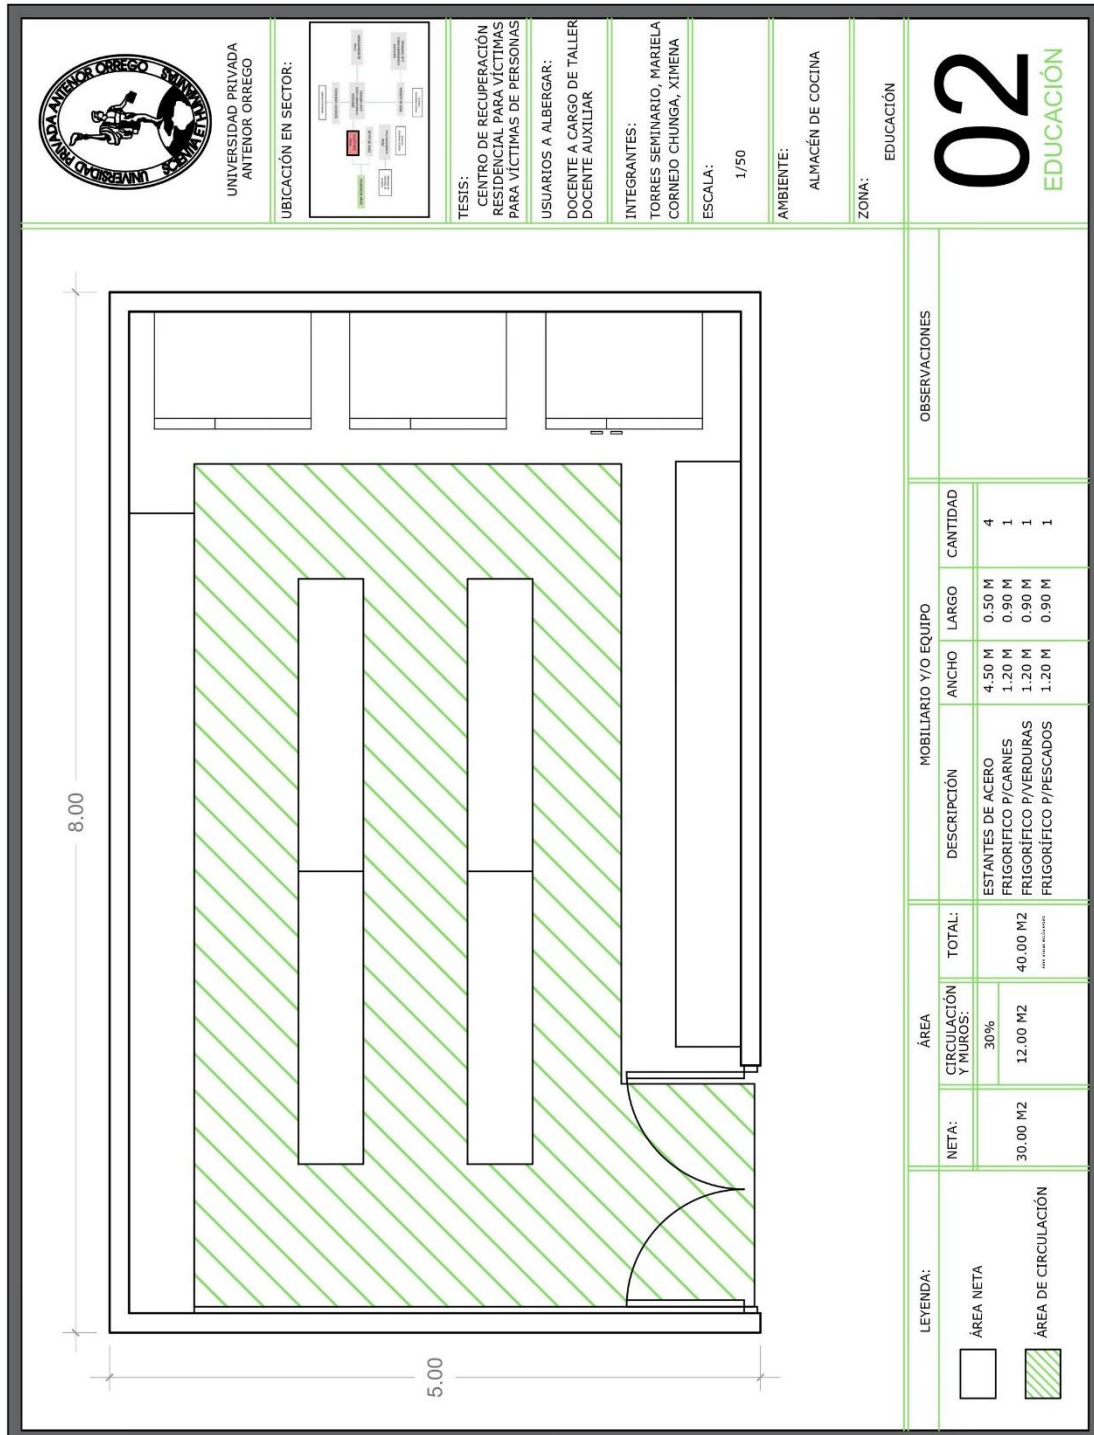 UNIVERSIDAD PRIVADA ANTENOR ORREGO
UNIVERSIDAD PRIVADA
ANTENOR ORREGO
UBICACIÓN EN SECTOR:
TESIS:
CENTRO DE RECUPERACIÓN
RESIDENCIAL PARA VÍCTIMAS
PARA VÍCTIMAS DE PERSONAS
USUARIOS A ALBERGAR:
DOCENTE A CARGO DE TALLER
DOCENTE AUXILIAR
INTEGRANTES:
TORRES SEMINARIO, MARIELA
CORNEJO CHUNGA, XIMENA
ESCALA:
1/50
AMBIENTE:
ALMACÉN DE COCINA
ZONA:
EDUCACIÓN
02
EDUCACIÓN
8.00
5.00
LEYENDA:
ÁREA NETA
ÁREA DE CIRCULACIÓN
ÁREA
NETA:
CIRCULACIÓN
Y MUROS:
TOTAL:
30%
30.00 M2
12.00 M2
40.00 M2
MOBILIARIO Y/O EQUIPO
DESCRIPCIÓN ANCHO LARGO CANTIDAD
ESTANTES DE ACERO 4.50 M 0.50 M 4
FRIGORIFICO P/CARNES 1.20 M 0.90 M 1
FRIGORÍFICO P/VERDURAS 1.20 M 0.90 M 1
FRIGORÍFICO P/PESCADOS 1.20 M 0.90 M 1
OBSERVACIONES